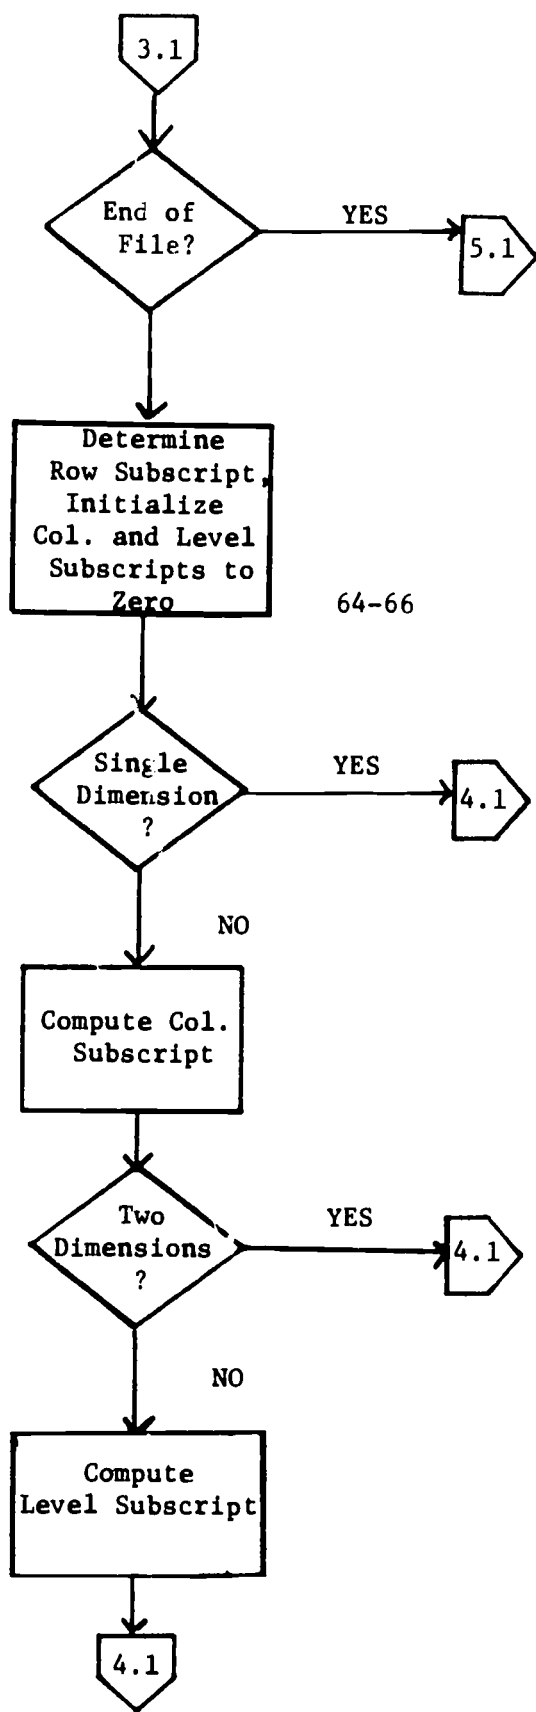 3.1
End of
File?
YES
5.1
Determine
Row Subscript,
Initialize
Col. and Level
Subscripts to
Zero
64-66
Single
Dimension
?
YES
4.1
NO
Compute Col.
Subscript
Two
Dimensions
?
YES
4.1
NO
Compute
Level Subscript
4.1